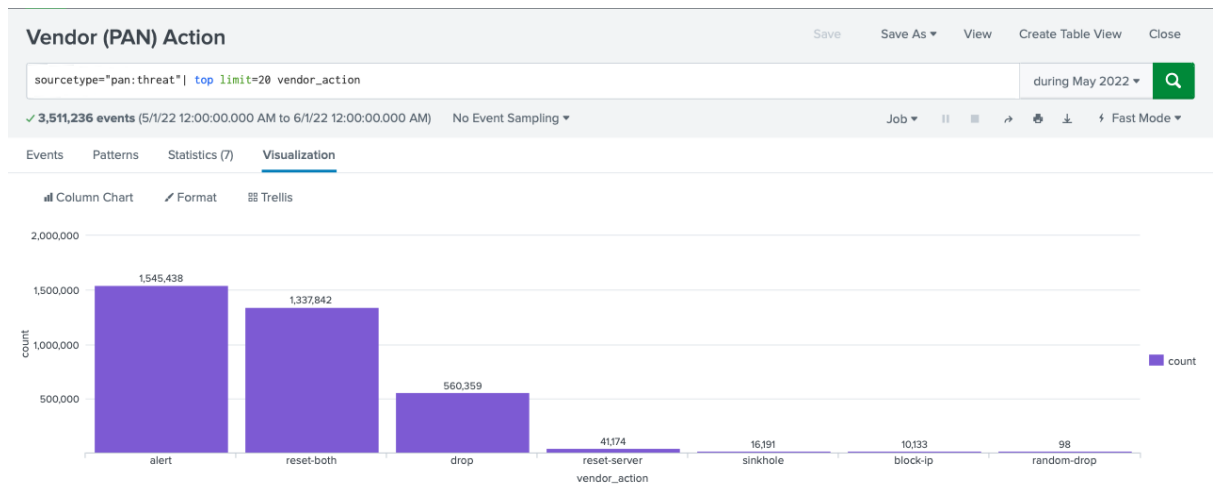 Vendor (PAN) Action
Save Save As View Create Table View Close
sourcetype="pan:threat"| top limit=20 vendor_action
during May 2022
3,511,236 events (5/1/22 12:00:00.000 AM to 6/1/22 12:00:00.000 AM) No Event Sampling
Job Fast Mode
Events Patterns Statistics (7) Visualization
Column Chart Format Trellis
2,000,000
1,500,000
1,000,000
500,000
count
1,545,438
1,337,842
560,359
41,174
16,191
10,133
98
alert reset-both drop reset-server sinkhole block-ip random-drop
vendor_action
count